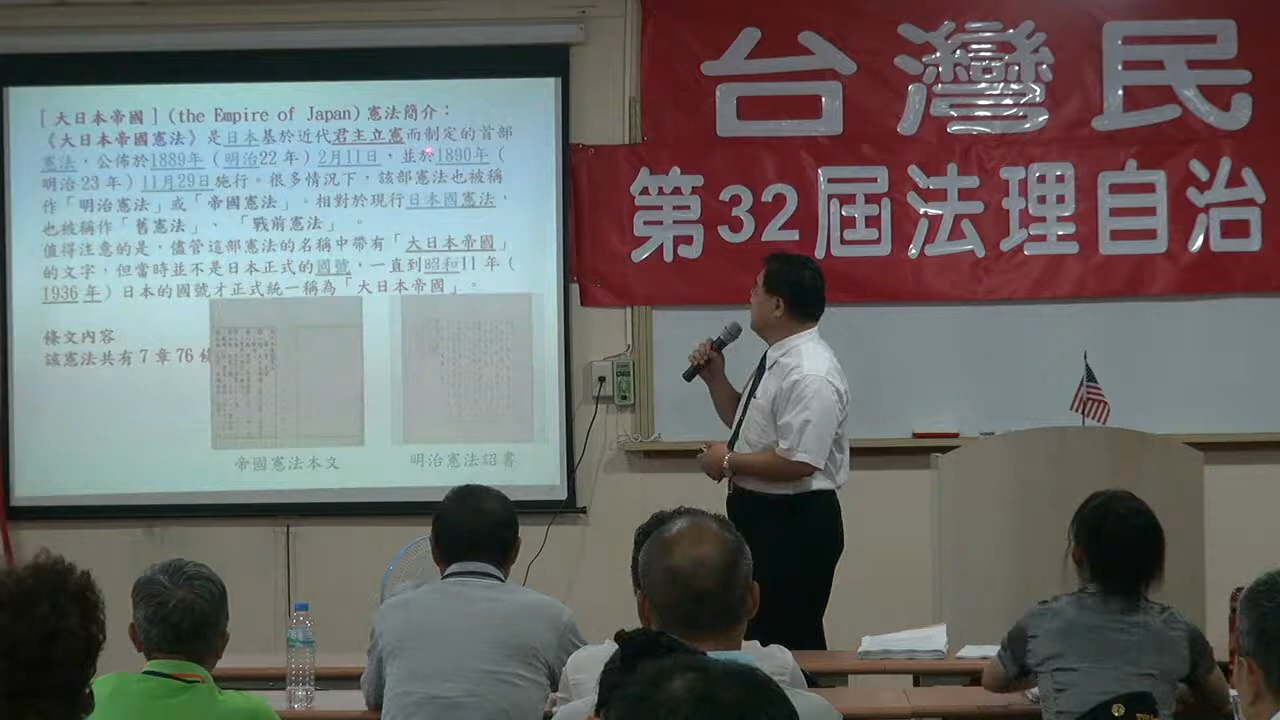 [大日本帝國](the Empire of Japan)憲法簡介：
《大日本帝國憲法》是日本基於近代君主立憲而制定的首部
憲法，公佈於1889年（明治22年）2月11日，並於1890年（
明治23年）11月29日施行。很多情況下，該部憲法也被稱
作「明治憲法」或「帝國憲法」。相對於現行日本國憲法，
也被稱作「舊憲法」、「戰前憲法」。
值得注意的是，儘管這部憲法的名稱中帶有「大日本帝國」
的文字，但當時並不是日本正式的國號，一直到昭和11年（
1936年）日本的國號才正式統一稱為「大日本帝國」。
條文內容
該憲法共有7章76條
帝國憲法本文
明治憲法詔書
台灣民
第32屆法理自治